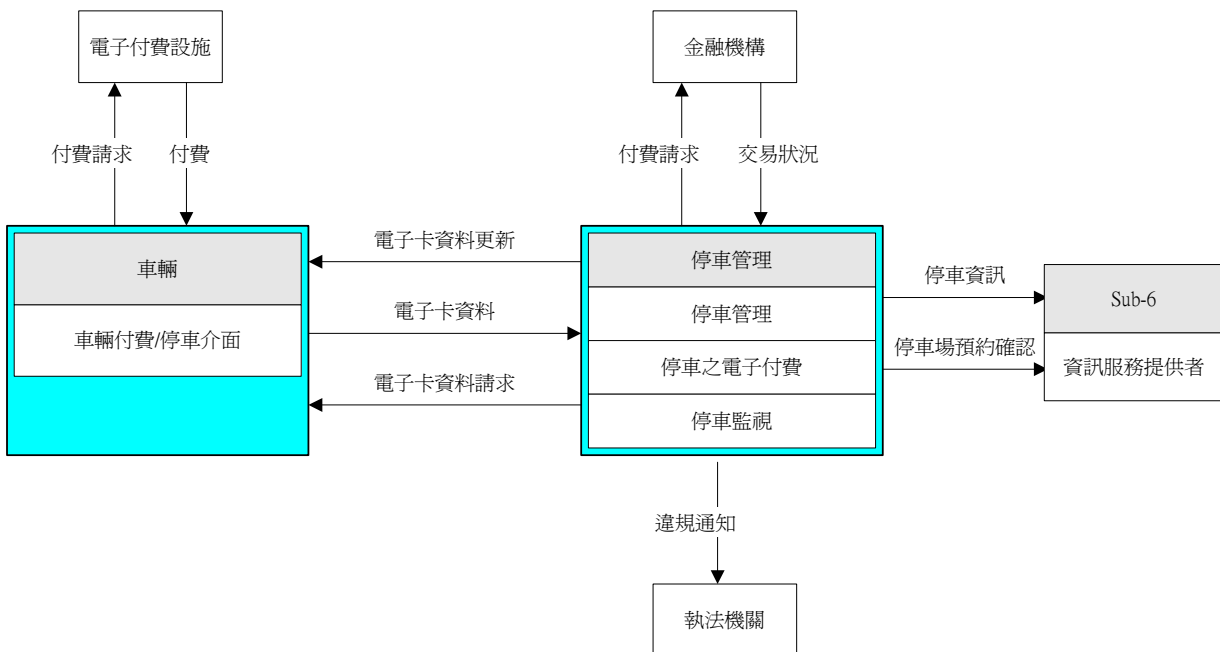 電子付費設施
金融機構
付費請求
付費
付費請求
交易狀況
車輛
車輛付費/停車介面
電子卡資料更新
電子卡資料
電子卡資料請求
停車管理
停車管理
停車之電子付費
停車監視
停車資訊
停車場預約確認
Sub-6
資訊服務提供者
違規通知
執法機關